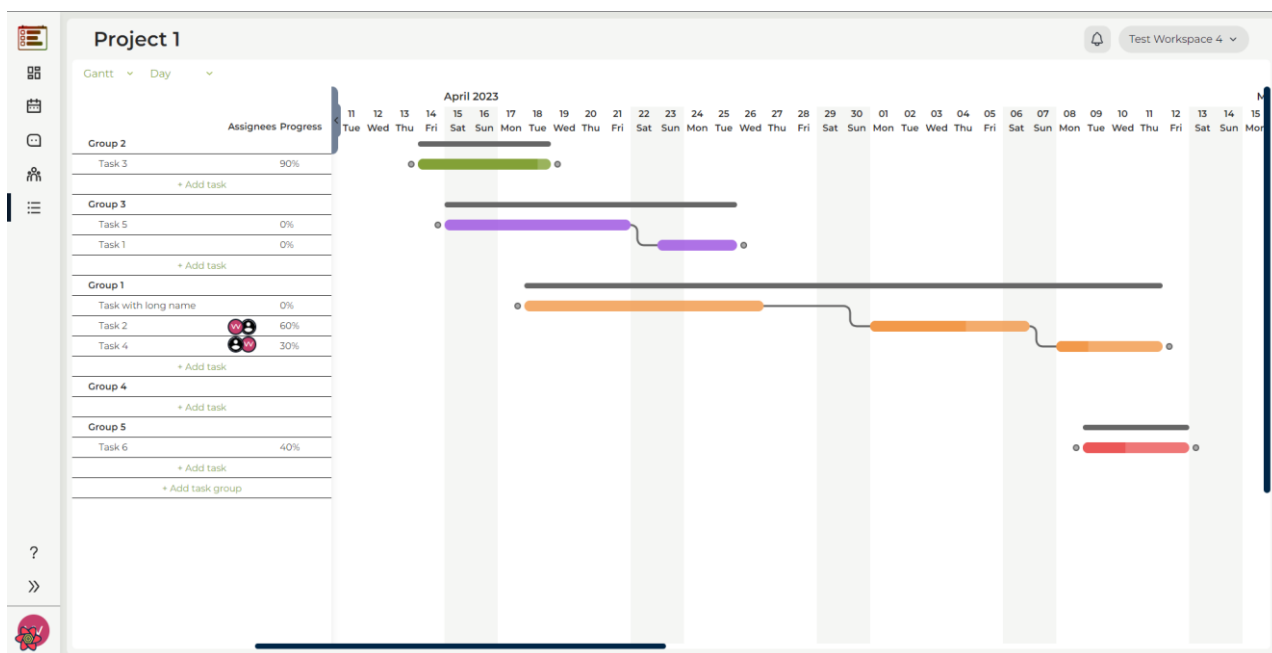 Project 1
Test Workspace 4
Gantt Day
April 2023
11 12 13 14 15 16 17 18 19 20 21 22 23 24 25 26 27 28 29 30 01 02 03 04 05 06 07 08 09 10 11 12 13 14 15
Assignees Progress Tue Wed Thu Fri Sat Sun Mon Tue Wed Thu Fri Sat Sun Mon Tue Wed Thu Fri Sat Sun Mon Tue Wed Thu Fri Sat Sun Mon Tue Wed Thu Fri Sat Sun Mon
Group 2
Task 3 90%
+ Add task
Group 3
Task 5 0%
Task 1 0%
+ Add task
Group 1
Task with long name 0%
Task 2 60%
Task 4 30%
+ Add task
Group 4
+ Add task
Group 5
Task 6 40%
+ Add task
+ Add task group
?